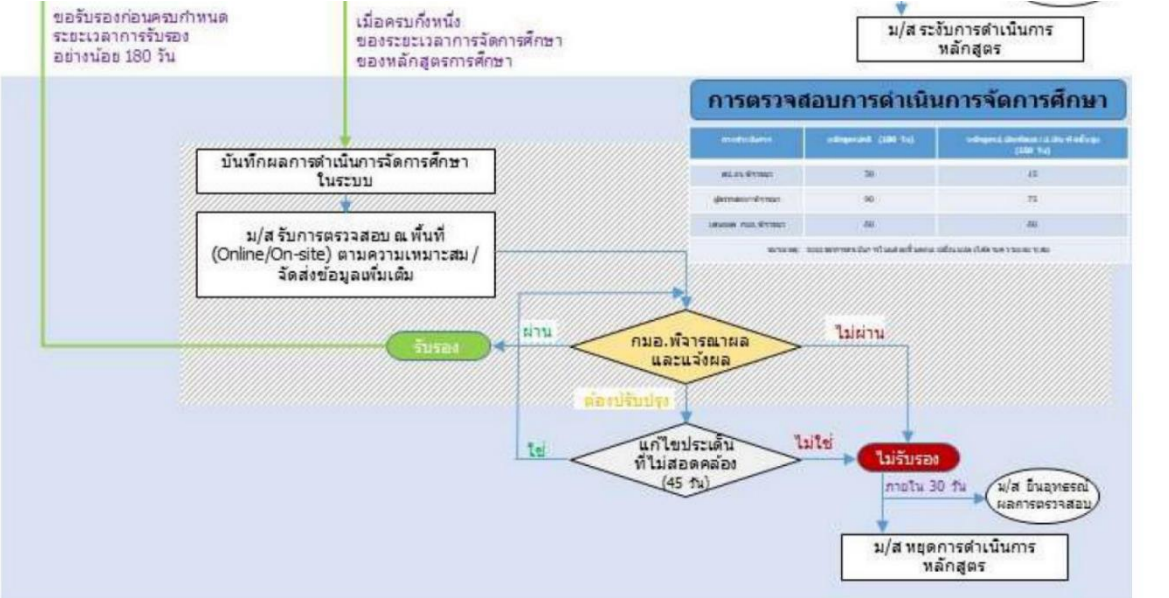 ขอรับรองก่อนครบกำหนด
ระยะเวลาการรับรอง
อย่างน้อย 180 วัน
เมื่อครบกึ่งหนึ่ง
ของระยะเวลาการจัดการศึกษา
ของหลักสูตรการศึกษา
ม/ส ระงับการดำเนินการ
หลักสูตร
การตรวจสอบการดำเนินการจัดการศึกษา
(180 วัน)
(150 วัน)
บันทึกผลการดำเนินการจัดการศึกษา
ในระบบ
30
45
90
75
60
ม/ส รับการตรวจสอบ ณ พื้นที่
(Online/On-site) ตามความเหมาะสม /
จัดส่งข้อมูลเพิ่มเติม
ผ่าน
ไม่ผ่าน
รับรอง
กมอ.พิจารณาผล
และแจ้งผล
ต้องปรับปรุง
ใช่
แก้ไขประเด็น
ที่ไม่สอดคล้อง
(45 วัน)
ไม่ใช่
ไม่รับรอง
ภายใน 30 วัน
ม/ส ยื่นอุทธรณ์
ผลการตรวจสอบ
ม/ส หยุดการดำเนินการ
หลักสูตร